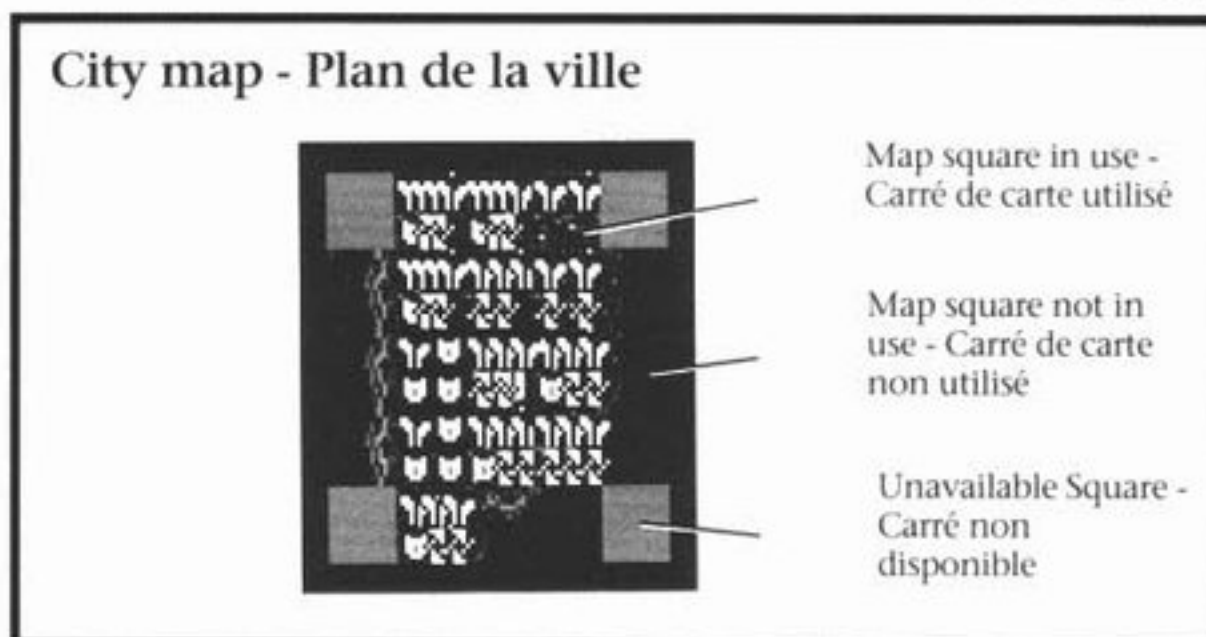 City map - Plan de la ville
Map square in use -
Carré de carte utilisé
Map square not in
use - Carré de carte
non utilisé
Unavailable Square -
Carré non
disponible